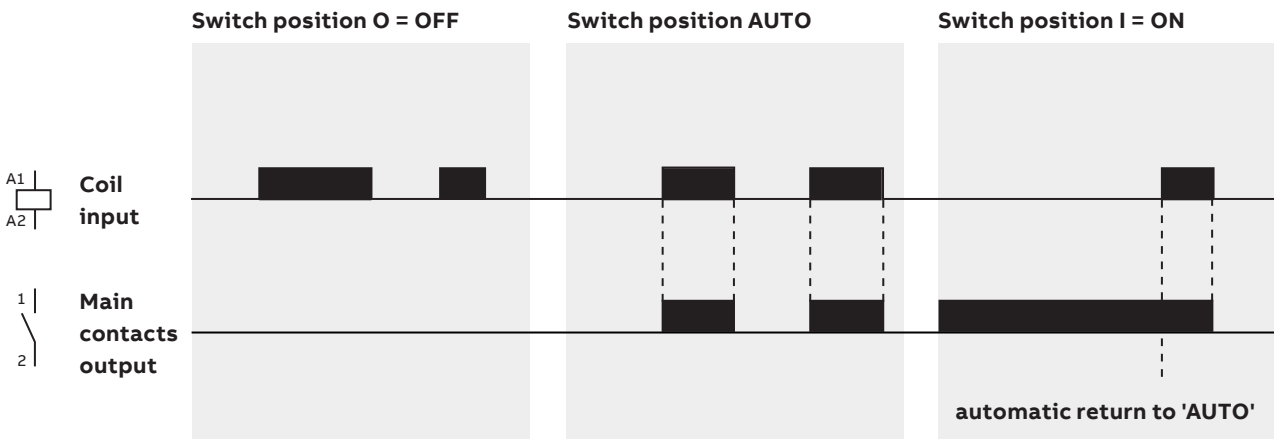 Switch position O = OFF
Switch position AUTO
Switch position I = ON
A1
A2
Coil
input
1
2
Main
contacts
output
automatic return to 'AUTO'